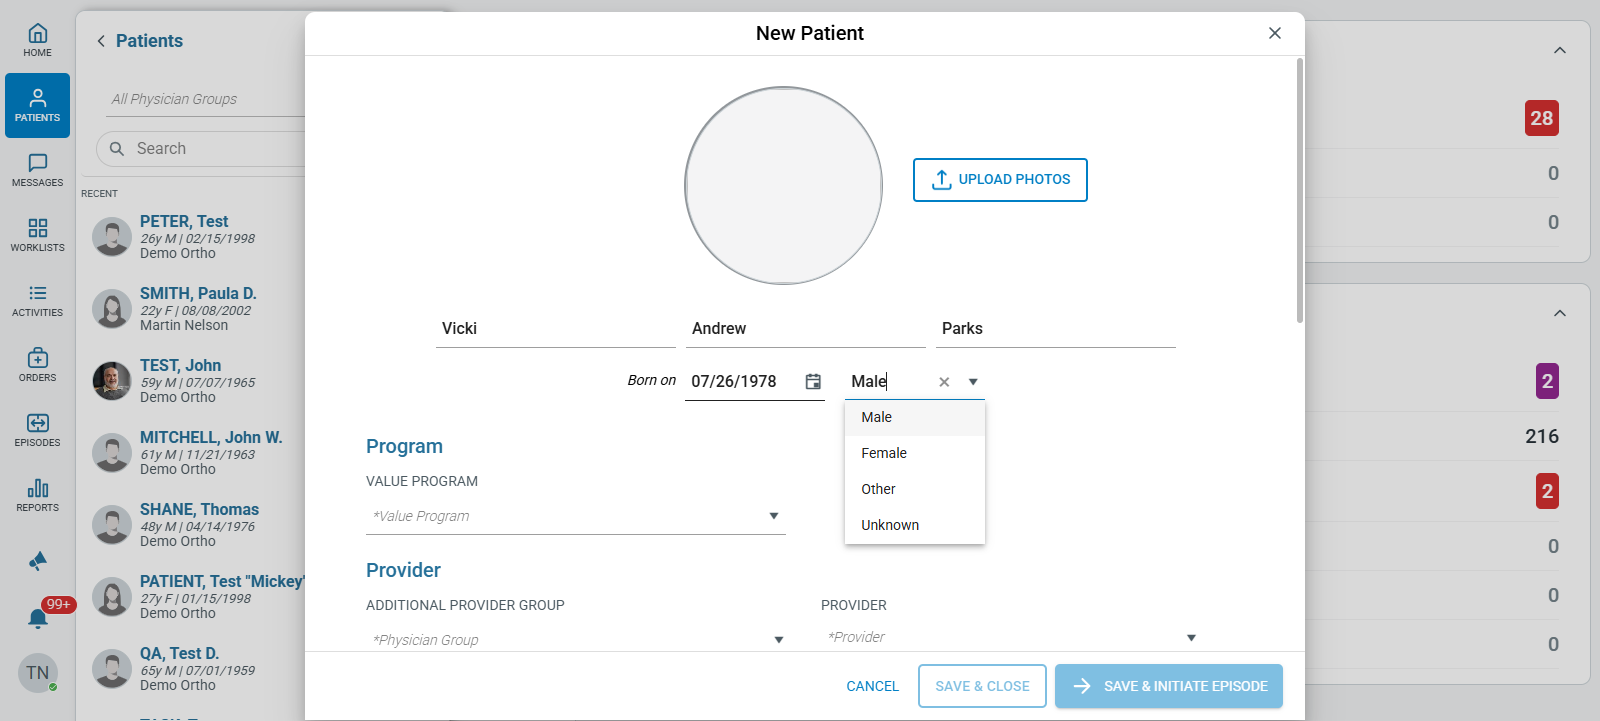 HOME
PATIENTS
MESSAGES
WORKLISTS
ACTIVITIES
ORDERS
EPISODES
REPORTS
99+
TN
Patients
All Physician Groups
Search
RECENT
PETER, Test
26y M | 02/15/1998
Demo Ortho
SMITH, Paula D.
22y F | 08/08/2002
Martin Nelson
TEST, John
59y M | 07/07/1965
Demo Ortho
MITCHELL, John W.
61y M | 11/21/1963
Demo Ortho
SHANE, Thomas
48y M | 04/14/1976
Demo Ortho
PATIENT, Test "Mickey"
27y F | 01/15/1998
Demo Ortho
QA, Test D.
65y M | 07/01/1959
Demo Ortho
New Patient
UPLOAD PHOTOS
Vicki Andrew Parks
Born on 07/26/1978 Male
Male
Female
Other
Unknown
Program
VALUE PROGRAM
*Value Program
Provider
ADDITIONAL PROVIDER GROUP PROVIDER
*Physician Group *Provider
CANCEL SAVE & CLOSE SAVE & INITIATE EPISODE
28
0
0
2
216
2
0
0
0